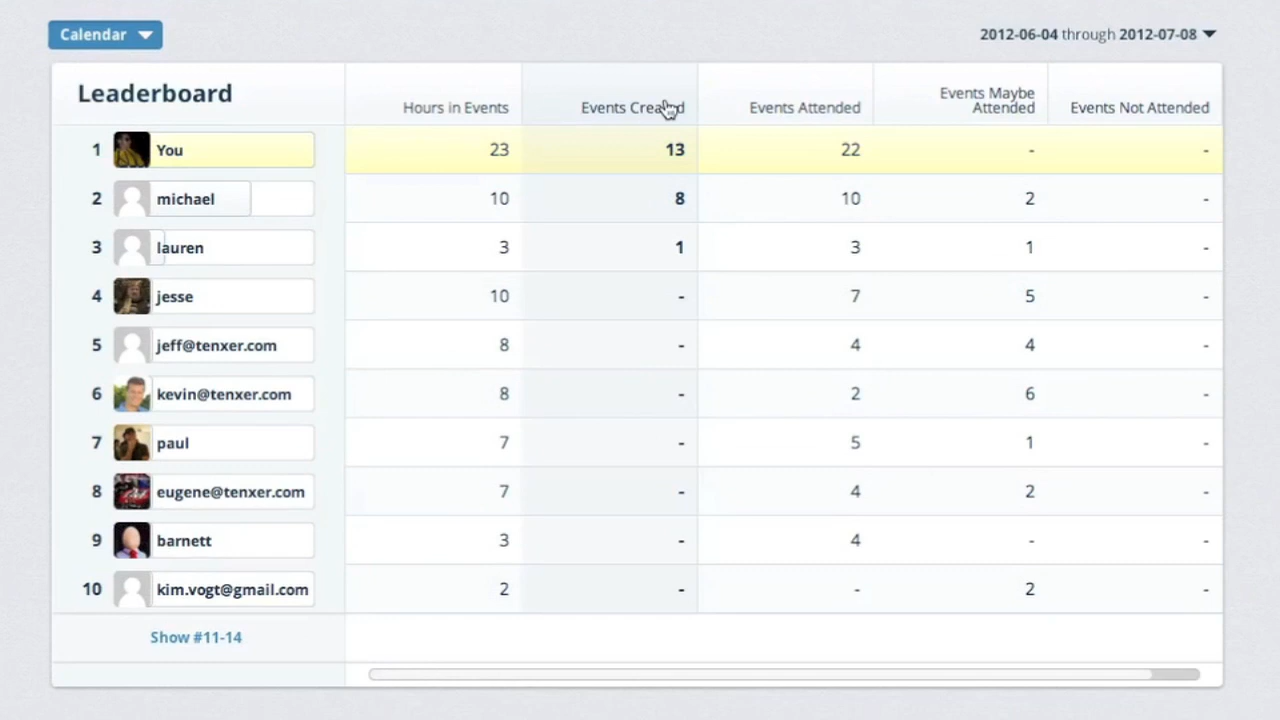 Calendar
2012-06-04 through 2012-07-08
Leaderboard
Hours in Events
Events Created
Events Attended
Events Maybe
Attended
Events Not Attended
1 You 23 13 22 - -
2 michael 10 8 10 2 -
3 lauren 3 1 3 1 -
4 jesse 10 - 7 5 -
5 jeff@tenxer.com 8 - 4 4 -
6 kevin@tenxer.com 8 - 2 6 -
7 paul 7 - 5 1 -
8 eugene@tenxer.com 7 - 4 2 -
9 barnett 3 - 4 - -
10 kim.vogt@gmail.com 2 - - 2 -
Show #11-14